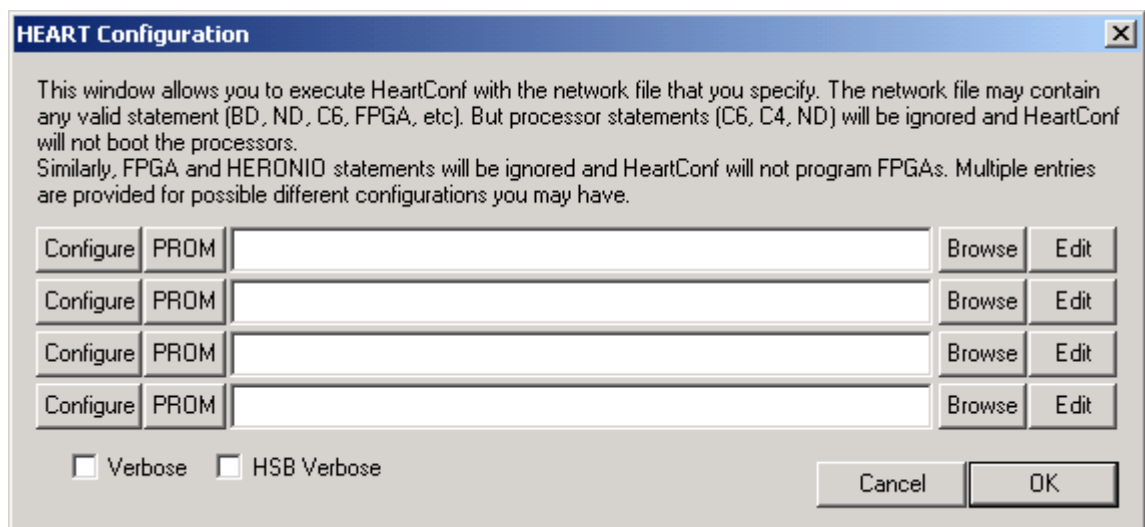 HEART Configuration
This window allows you to execute HeartConf with the network file that you specify. The network file may contain
any valid statement (BD, ND, C6, FPGA, etc). But processor statements (C6, C4, ND) will be ignored and HeartConf
will not boot the processors.
Similarly, FPGA and HERONIO statements will be ignored and HeartConf will not program FPGAs. Multiple entries
are provided for possible different configurations you may have.
Configure PROM Browse Edit
Configure PROM Browse Edit
Configure PROM Browse Edit
Configure PROM Browse Edit
Verbose HSB Verbose
Cancel OK